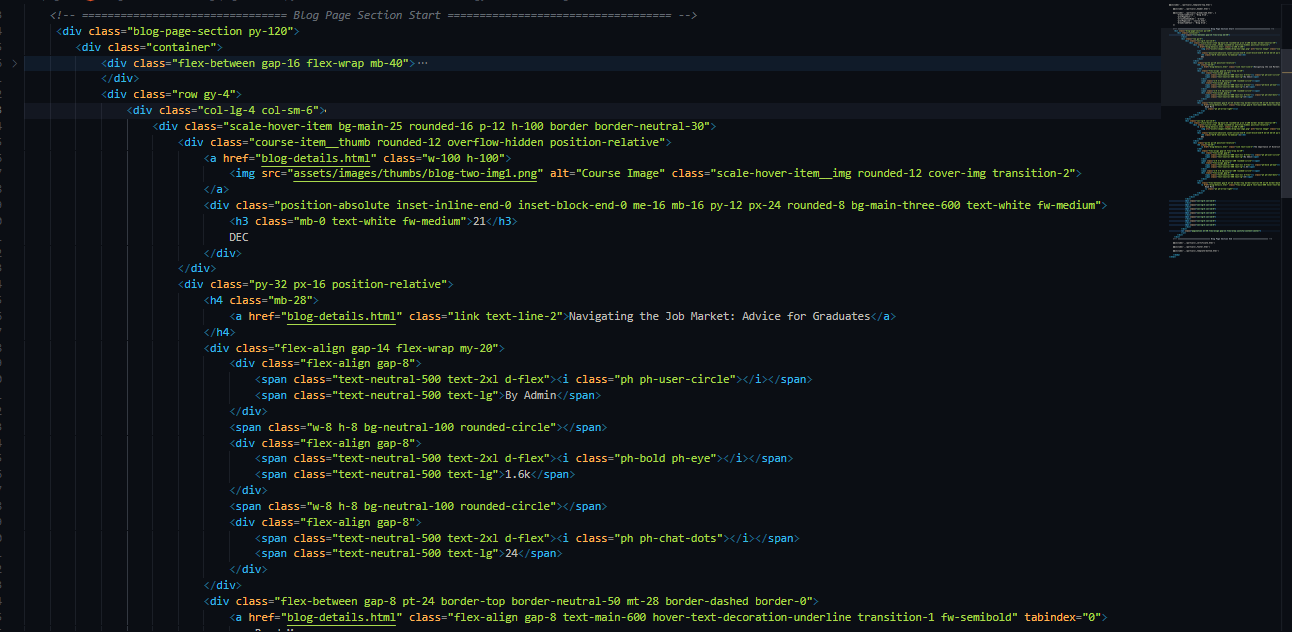 <!-- ================================ Blog Page Section Start =================================== -->
<div class="blog-page-section py-120">
<div class="container">
<div class="flex-between gap-16 flex-wrap mb-40">⋯
</div>
<div class="row gy-4">
<div class="col-lg-4 col-sm-6">
<div class="scale-hover-item bg-main-25 rounded-16 p-12 h-100 border border-neutral-30">
<div class="course-item__thumb rounded-12 overflow-hidden position-relative">
<a href="blog-details.html" class="w-100 h-100">
<img src="assets/images/thumbs/blog-two-img1.png" alt="Course Image" class="scale-hover-item__img rounded-12 cover-img transition-2">
</a>
<div class="position-absolute inset-inline-end-0 inset-block-end-0 me-16 mb-16 py-12 px-24 rounded-8 bg-main-three-600 text-white fw-medium">
<h3 class="mb-0 text-white fw-medium">21</h3>
DEC
</div>
</div>
<div class="py-32 px-16 position-relative">
<h4 class="mb-28">
<a href="blog-details.html" class="link text-line-2">Navigating the Job Market: Advice for Graduates</a>
</h4>
<div class="flex-align gap-14 flex-wrap my-20">
<div class="flex-align gap-8">
<span class="text-neutral-500 text-2xl d-flex"><i class="ph ph-user-circle"></i></span>
<span class="text-neutral-500 text-lg">By Admin</span>
</div>
<span class="w-8 h-8 bg-neutral-100 rounded-circle"></span>
<div class="flex-align gap-8">
<span class="text-neutral-500 text-2xl d-flex"><i class="ph-bold ph-eye"></i></span>
<span class="text-neutral-500 text-lg">1.6k</span>
</div>
<span class="w-8 h-8 bg-neutral-100 rounded-circle"></span>
<div class="flex-align gap-8">
<span class="text-neutral-500 text-2xl d-flex"><i class="ph ph-chat-dots"></i></span>
<span class="text-neutral-500 text-lg">24</span>
</div>
</div>
<div class="flex-between gap-8 pt-24 border-top border-neutral-50 mt-28 border-dashed border-0">
<a href="blog-details.html" class="flex-align gap-8 text-main-600 hover-text-decoration-underline transition-1 fw-semibold" tabindex="0">